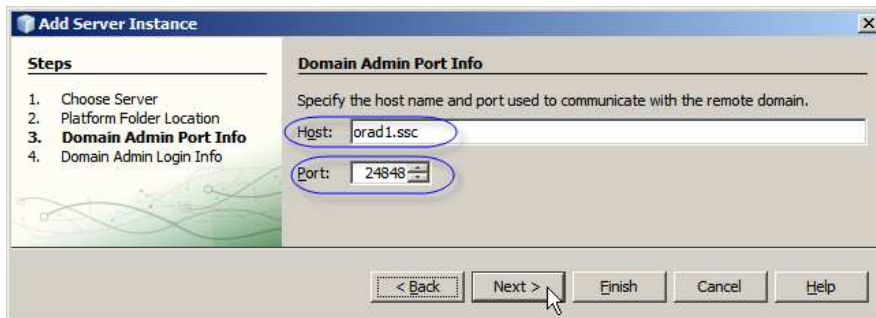 Add Server Instance
Steps
1. Choose Server
2. Platform Folder Location
3. Domain Admin Port Info
4. Domain Admin Login Info
Domain Admin Port Info
Specify the host name and port used to communicate with the remote domain.
Host: orad1.ssc
Port: 24848
< Back Next > Finish Cancel Help